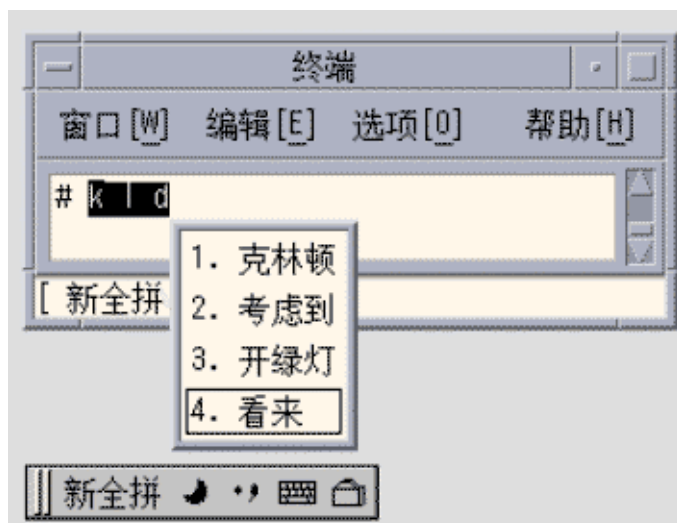 终端
窗口[W] 编辑[E] 选项[O] 帮助[H]
# k l d
1. 克林顿
[ 新全拼
2. 考虑到
3. 开绿灯
4. 看来
新全拼